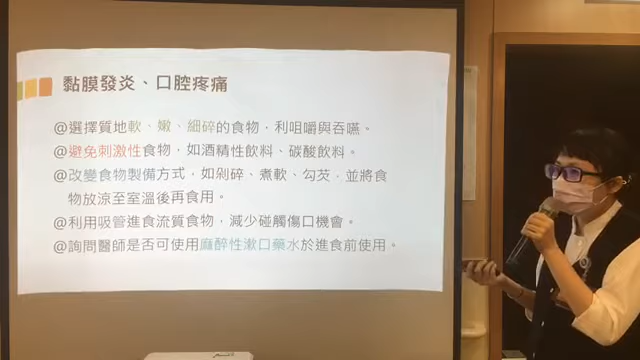 黏膜發炎、口腔疼痛
@選擇質地軟、嫩、細碎的食物，利咀嚼與吞嚥。
@避免刺激性食物，如酒精性飲料、碳酸飲料。
@改變食物製備方式，如剁碎、煮軟、勾芡，並將食
物放涼至室溫後再食用。
@利用吸管進食流質食物，減少碰觸傷口機會。
@詢問醫師是否可使用麻醉性漱口藥水於進食前使用。